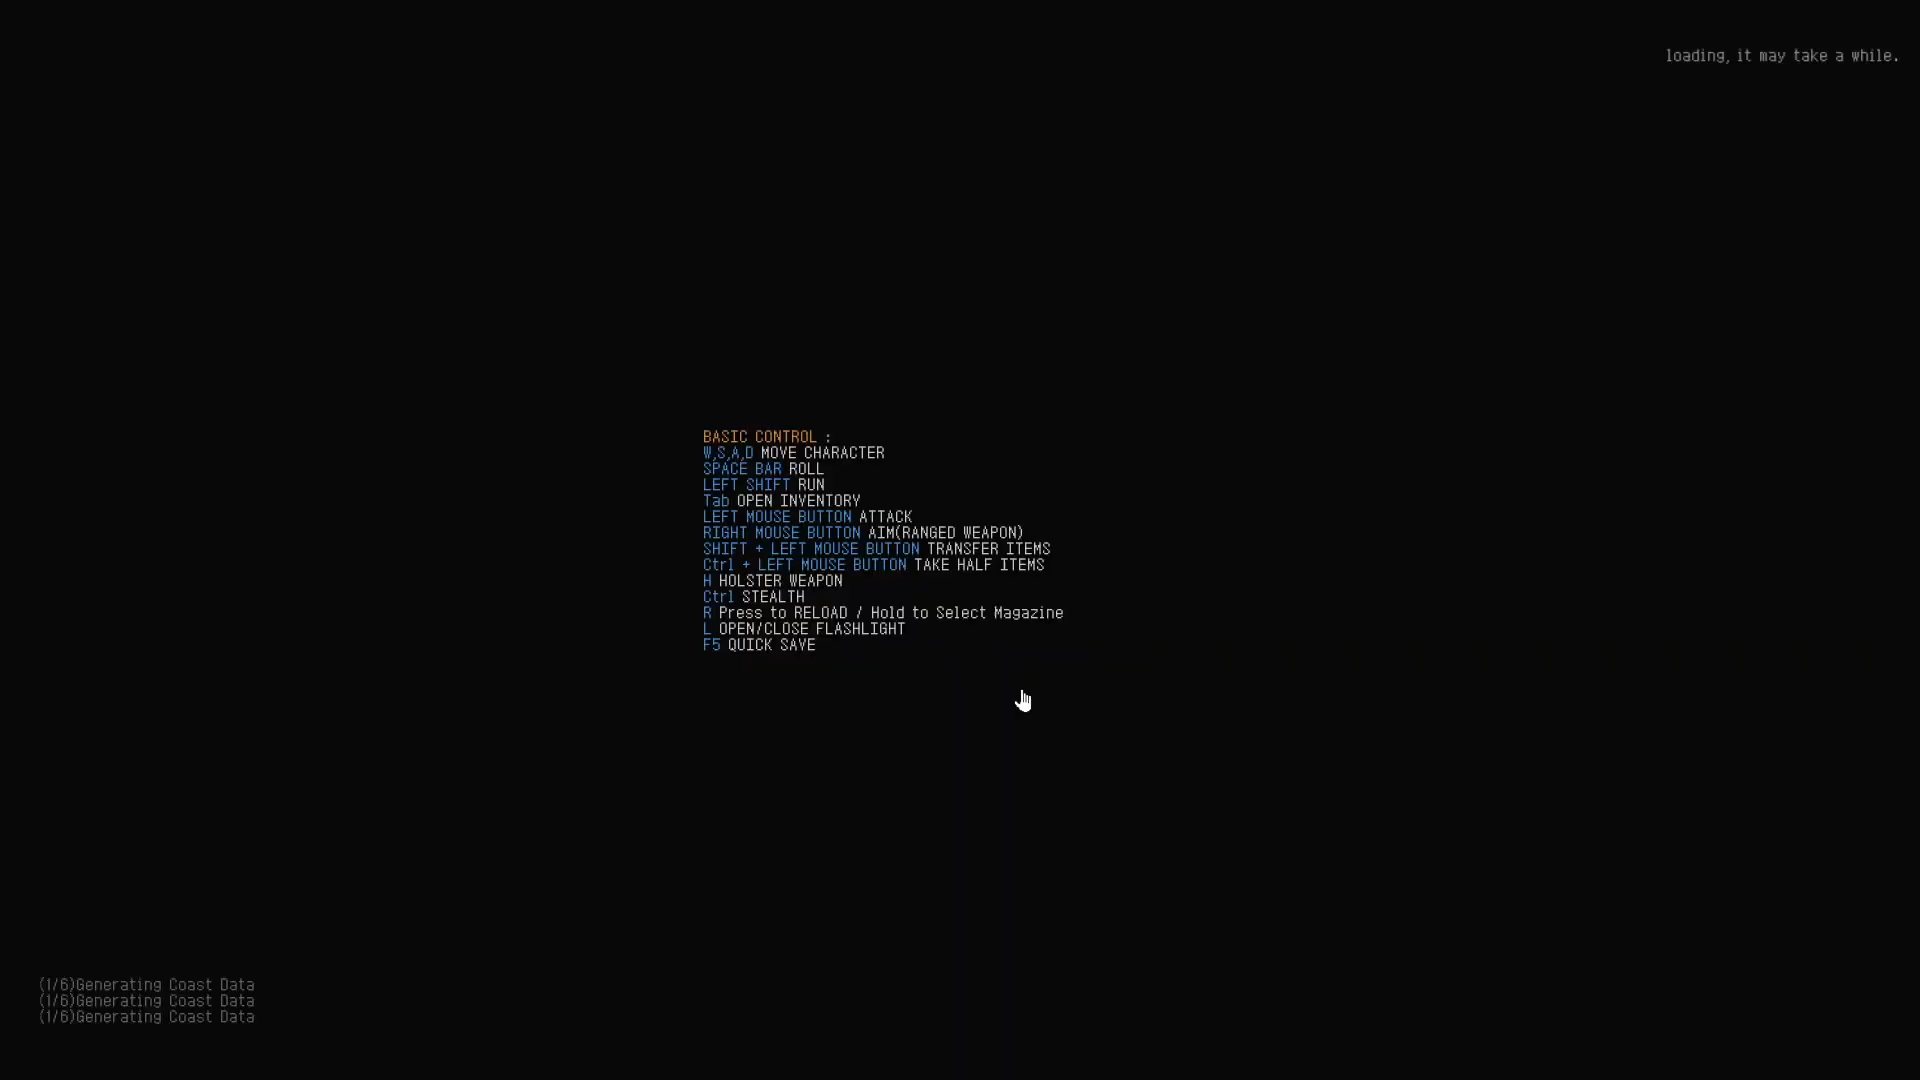 loading, it may take a while.
BASIC CONTROL :
W,S,A,D MOVE CHARACTER
SPACE BAR ROLL
LEFT SHIFT RUN
Tab OPEN INVENTORY
LEFT MOUSE BUTTON ATTACK
RIGHT MOUSE BUTTON AIM(RANGED WEAPON)
SHIFT + LEFT MOUSE BUTTON TRANSFER ITEMS
Ctrl + LEFT MOUSE BUTTON TAKE HALF ITEMS
H HOLSTER WEAPON
Ctrl STEALTH
R Press to RELOAD / Hold to Select Magazine
L OPEN/CLOSE FLASHLIGHT
F5 QUICK SAVE
(1/6)Generating Coast Data
(1/6)Generating Coast Data
(1/6)Generating Coast Data